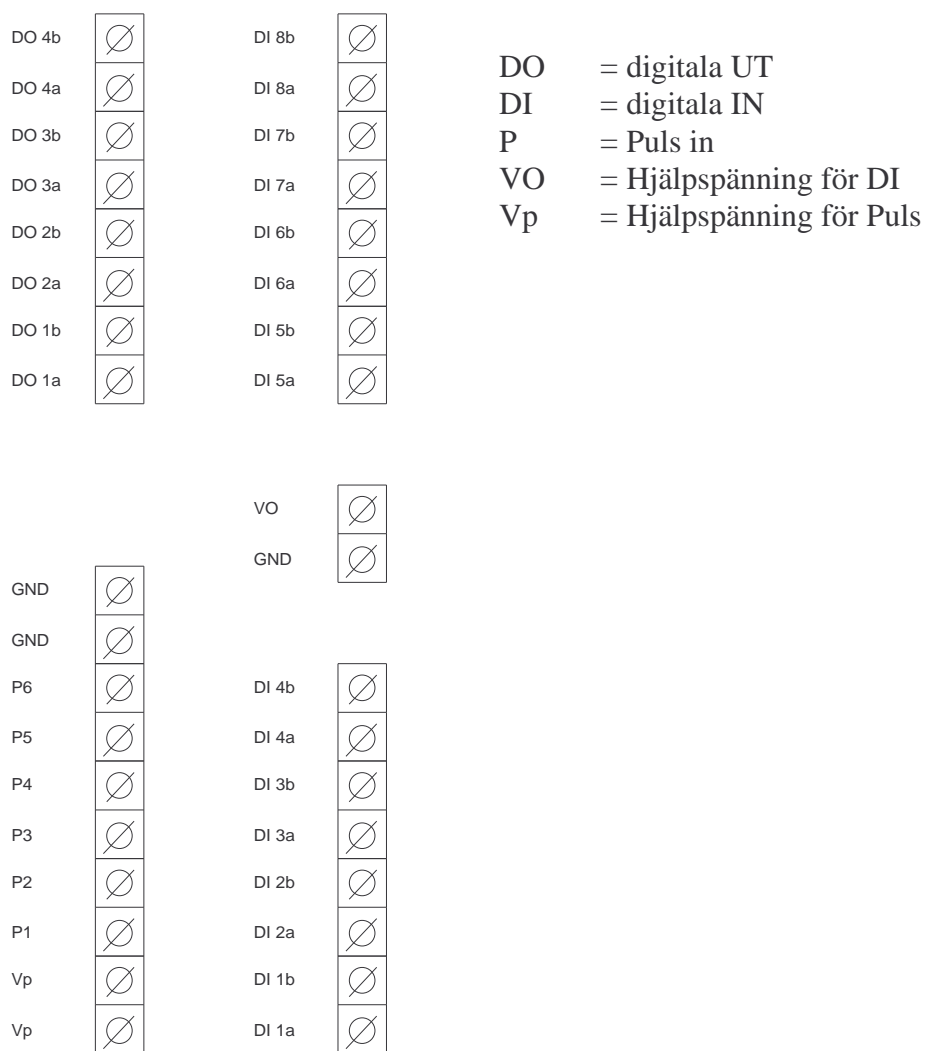 DO 4b
DO 4a
DO 3b
DO 3a
DO 2b
DO 2a
DO 1b
DO 1a
DI 8b
DI 8a
DI 7b
DI 7a
DI 6b
DI 6a
DI 5b
DI 5a
DO = digitala UT
DI = digitala IN
P = Puls in
VO = Hjälpspänning för DI
Vp = Hjälpspänning för Puls
VO
GND
GND
GND
P6
P5
P4
P3
P2
P1
Vp
Vp
DI 4b
DI 4a
DI 3b
DI 3a
DI 2b
DI 2a
DI 1b
DI 1a